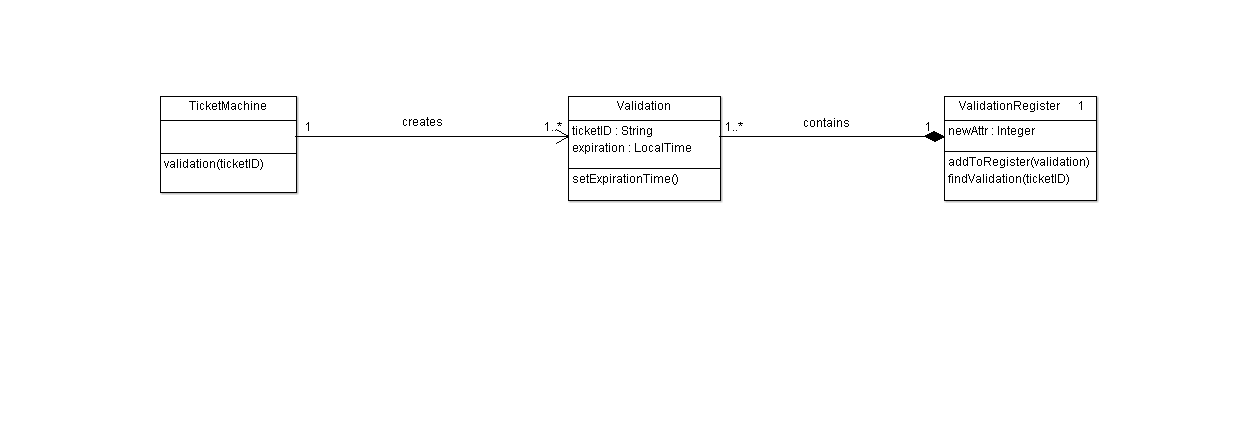 TicketMachine
validation(ticketID)
1
creates
1..*
Validation
ticketID : String
expiration : LocalTime
setExpirationTime()
1..*
contains
1
ValidationRegister 1
newAttr : Integer
addToRegister(validation)
findValidation(ticketID)